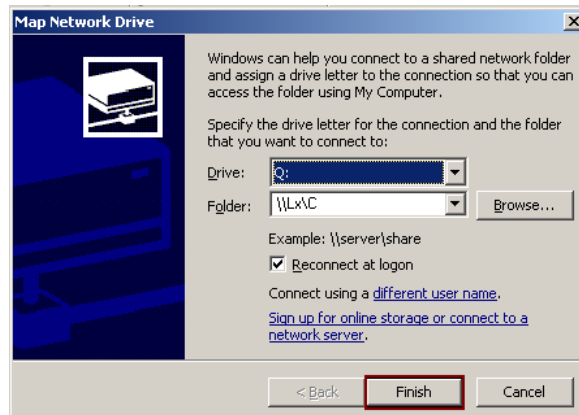 Map Network Drive
Windows can help you connect to a shared network folder
and assign a drive letter to the connection so that you can
access the folder using My Computer.
Specify the drive letter for the connection and the folder
that you want to connect to:
Drive: Q:
Folder: \\Lx\C Browse...
Example: \\server\share
Reconnect at logon
Connect using a different user name.
Sign up for online storage or connect to a
network server.
< Back Finish Cancel